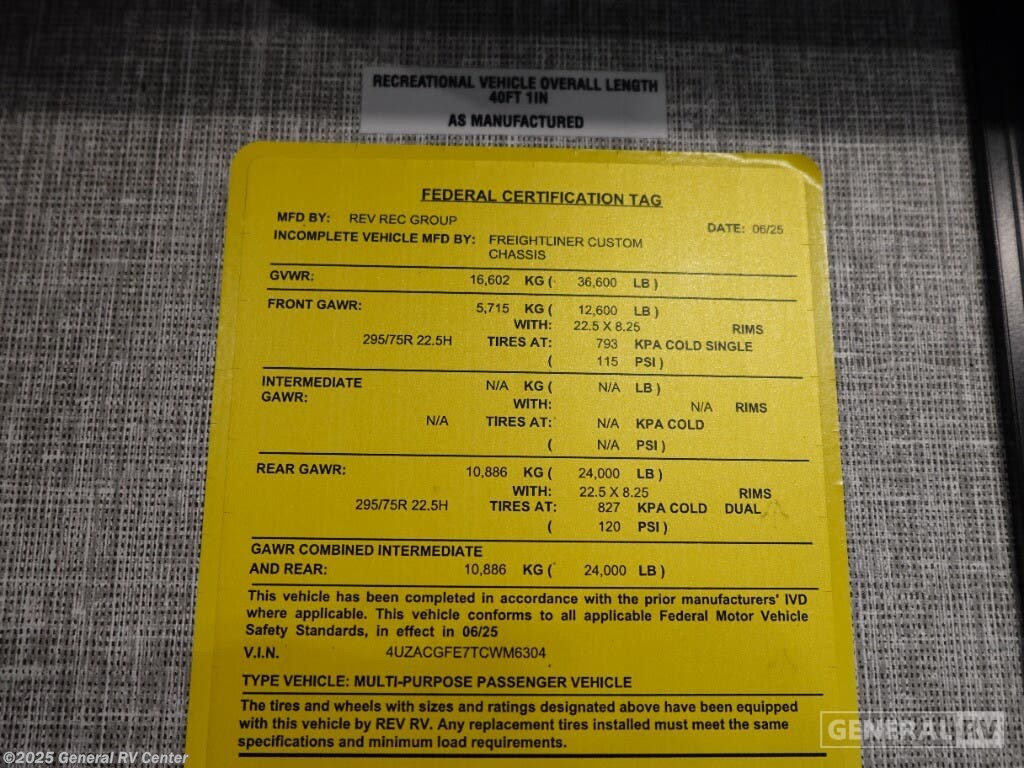 RECREATIONAL VEHICLE OVERALL LENGTH
40FT 1IN
AS MANUFACTURED
FEDERAL CERTIFICATION TAG
MFD BY: REV REC GROUP DATE: 06/25
INCOMPLETE VEHICLE MFD BY: FREIGHTLINER CUSTOM
CHASSIS
GVWR: 16,602 KG ( 36,600 LB )
FRONT GAWR: 5,715 KG ( 12,600 LB )
WITH: 22.5 X 8.25 RIMS
295/75R 22.5H TIRES AT: 793 KPA COLD SINGLE
( 115 PSI )
INTERMEDIATE N/A KG ( N/A LB )
GAWR: WITH: N/A RIMS
N/A TIRES AT: N/A KPA COLD
( N/A PSI )
REAR GAWR: 10,886 KG ( 24,000 LB )
WITH: 22.5 X 8.25 RIMS
295/75R 22.5H TIRES AT: 827 KPA COLD DUAL
( 120 PSI )
GAWR COMBINED INTERMEDIATE
AND REAR: 10,886 KG ( 24,000 LB )
This vehicle has been completed in accordance with the prior manufacturers' IVD
where applicable. This vehicle conforms to all applicable Federal Motor Vehicle
Safety Standards, in effect in 06/25
V.I.N. 4UZACGFE7TCWM6304
TYPE VEHICLE: MULTI-PURPOSE PASSENGER VEHICLE
The tires and wheels with sizes and ratings designated above have been equipped
with this vehicle by REV RV. Any replacement tires installed must meet the same
specifications and minimum load requirements.
GENERAL RV
©2025 General RV Center